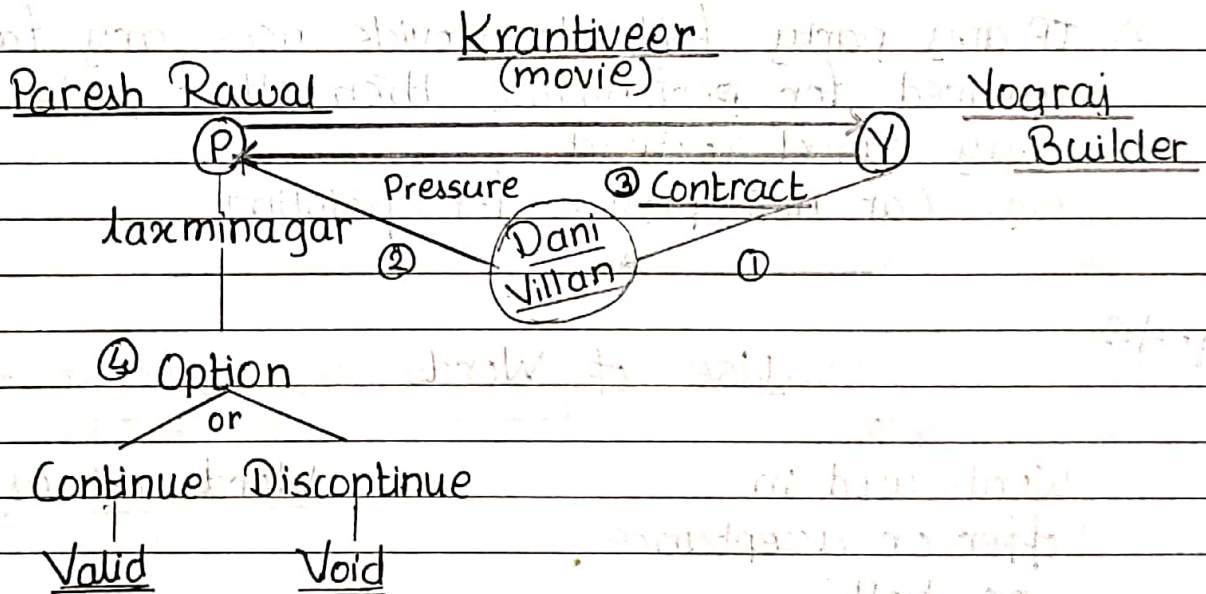 Krantiveer
(movie)
Paresh Rawal
Yograj
Builder
P
Y
Pressure
③ Contract
Laxminagar
②
Dani
Villan
①
④ Option
or
Continue Discontinue
Valid Void